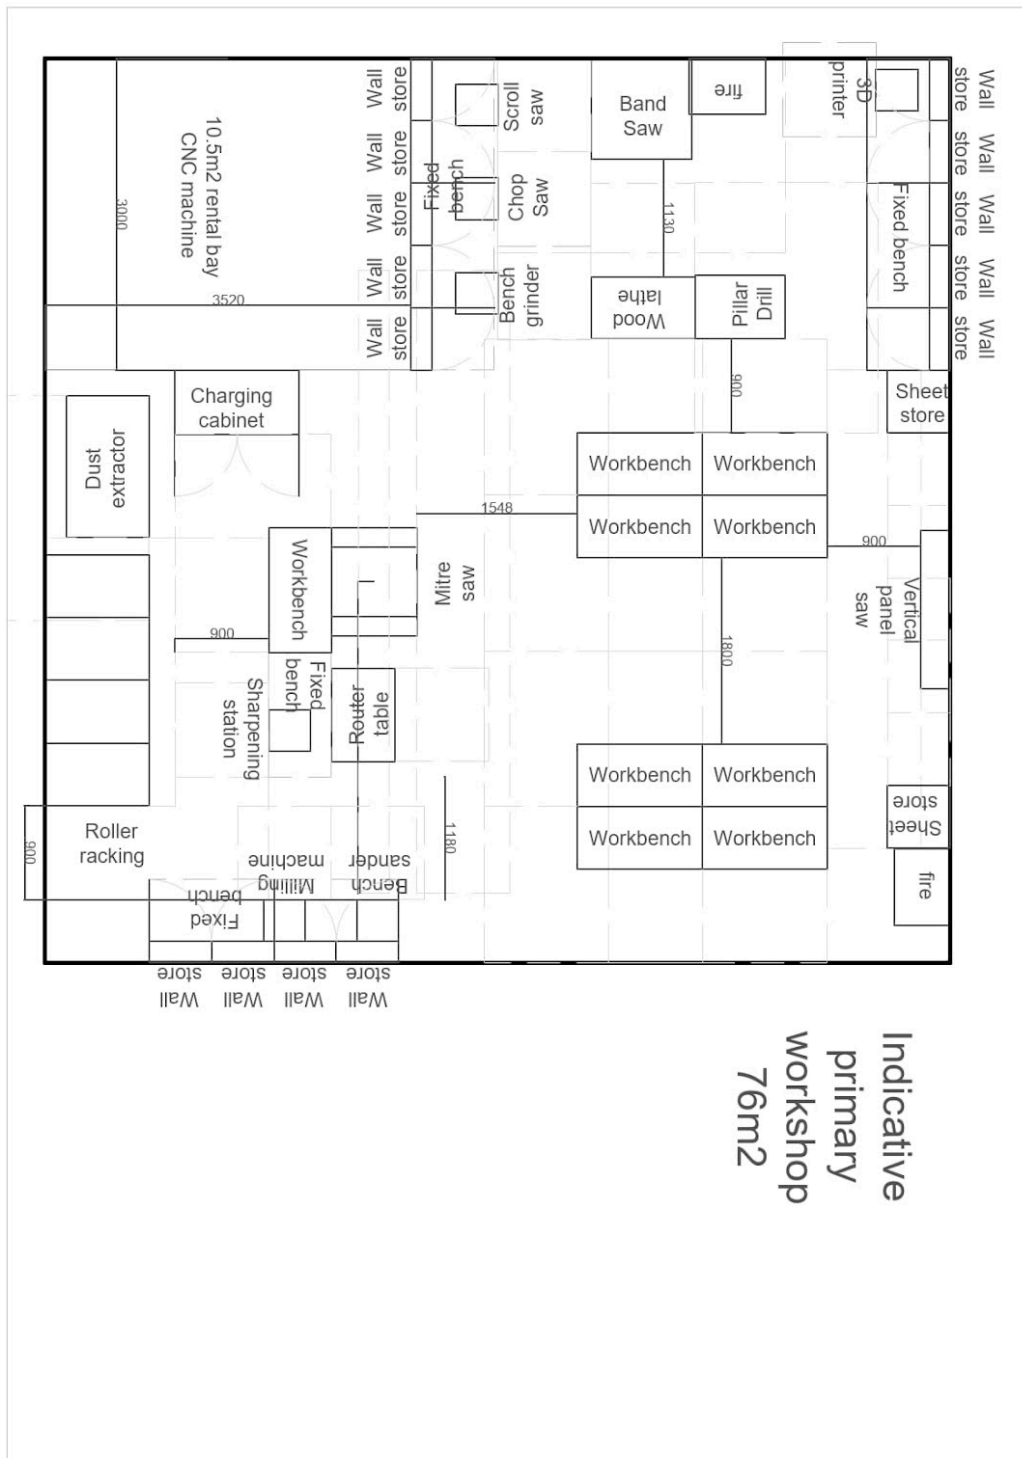 Wall
store
Wall
store
Wall
store
Wall
store
Wall
store
10.5m2 rental bay
CNC machine
3000
3520
Fixed
bench
Scroll
saw
Chop
Saw
Bench
grinder
Band
Saw
fire
1130
Wood
lathe
Pillar
Drill
3D
printer
Fixed bench
Wall
store
Wall
store
Wall
store
Wall
store
Wall
store
900
Sheet
store
Charging
cabinet
Dust
extractor
Workbench
Workbench
Workbench
Workbench
1548
900
Workbench
Mitre
saw
Vertical
panel
saw
900
1800
Fixed
bench
Sharpening
station
Router
table
Workbench
Workbench
Workbench
Workbench
Sheet
store
fire
1180
Roller
racking
900
Fixed
bench
Milling
machine
Bench
sander
Wall
store
Wall
store
Wall
store
Wall
store
Indicative
primary
workshop
76m2